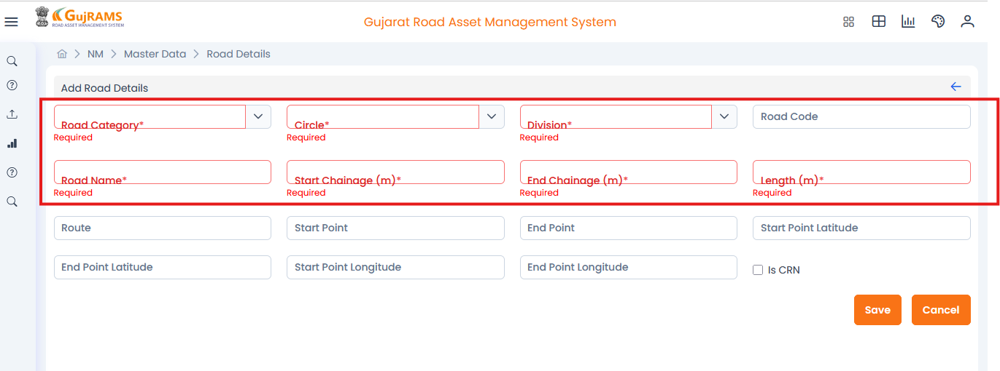 GujRAMS
ROAD ASSET MANAGEMENT SYSTEM
Gujarat Road Asset Management System
NM
Master Data
Road Details
Add Road Details
Road Category*
Circle*
Division*
Road Code
Required
Required
Required
Road Name*
Start Chainage (m)*
End Chainage (m)*
Length (m)*
Required
Required
Required
Required
Route
Start Point
End Point
Start Point Latitude
End Point Latitude
Start Point Longitude
End Point Longitude
Is CRN
Save
Cancel